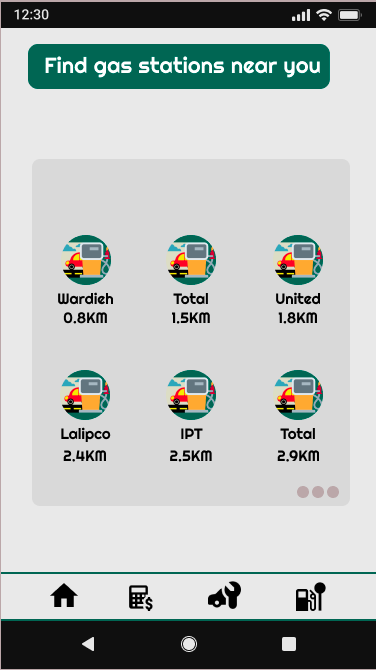 12:30
Find gas stations near you
Wardieh Total United
0.8KM 1.5KM 1.8KM
Lalipco IPT Total
2.4KM 2.5KM 2.9KM